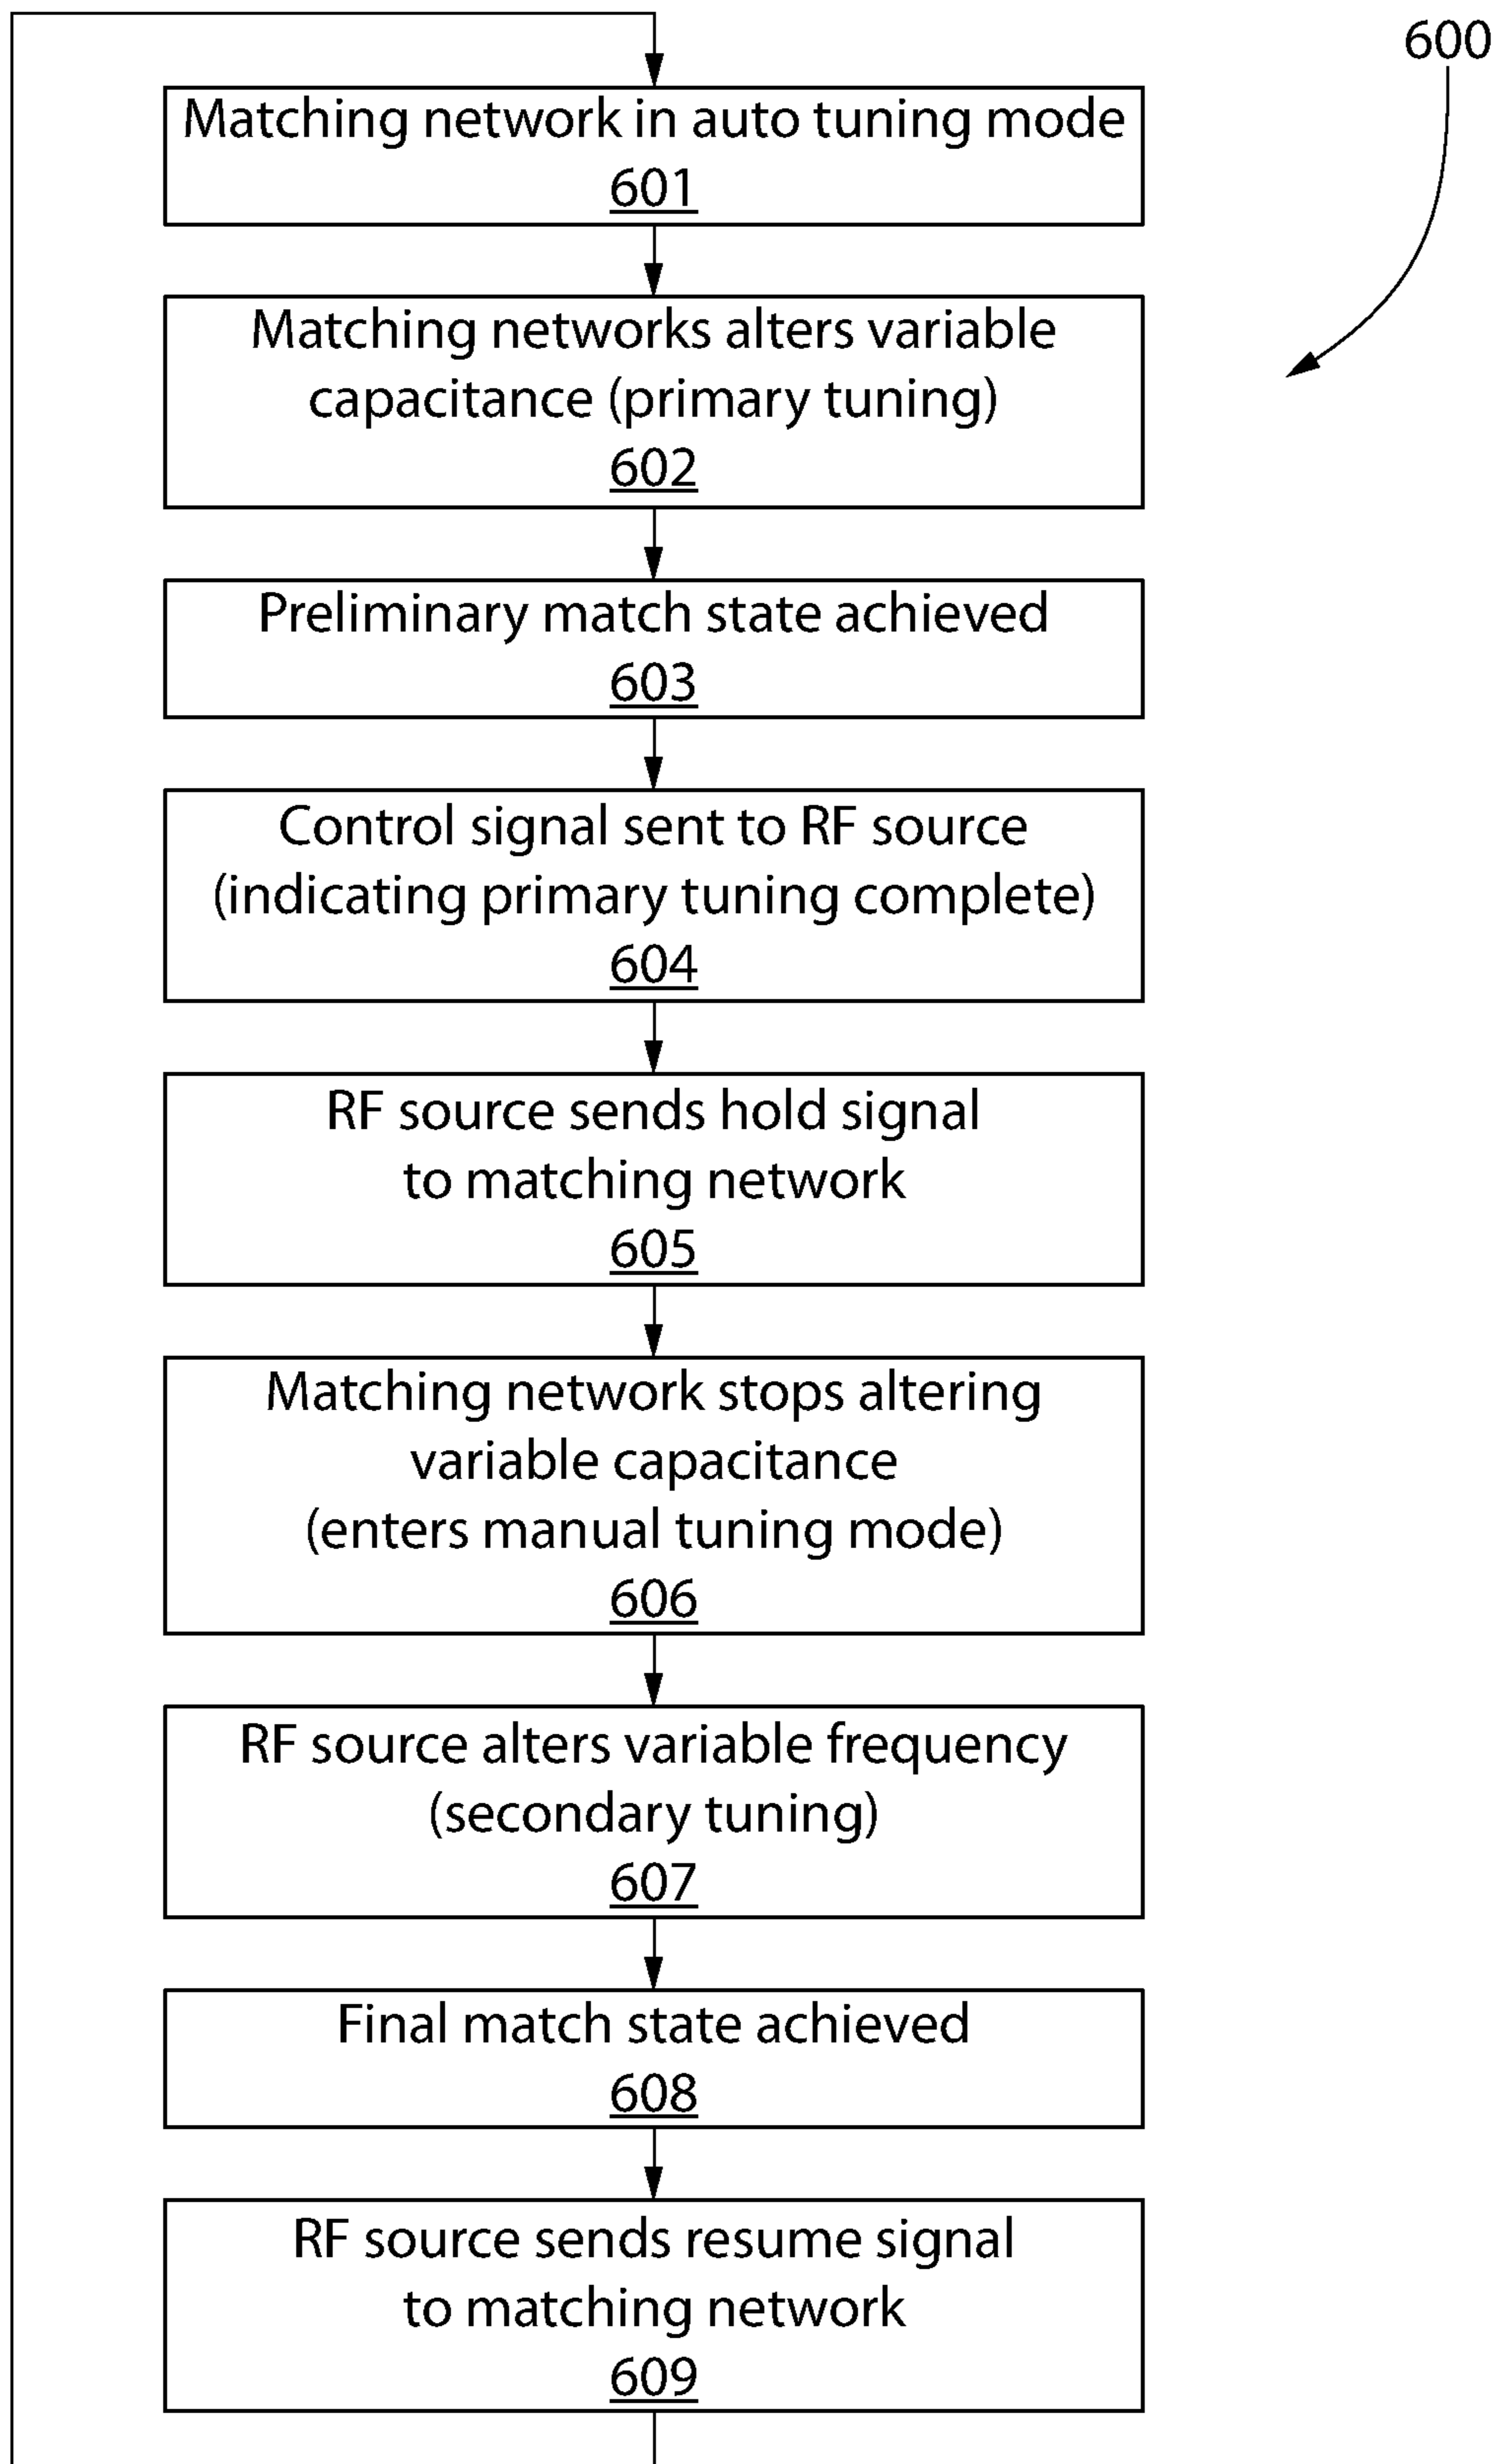 600
Matching network in auto tuning mode
601
Matching networks alters variable
capacitance (primary tuning)
602
Preliminary match state achieved
603
Control signal sent to RF source
(indicating primary tuning complete)
604
RF source sends hold signal
to matching network
605
Matching network stops altering
variable capacitance
(enters manual tuning mode)
606
RF source alters variable frequency
(secondary tuning)
607
Final match state achieved
608
RF source sends resume signal
to matching network
609